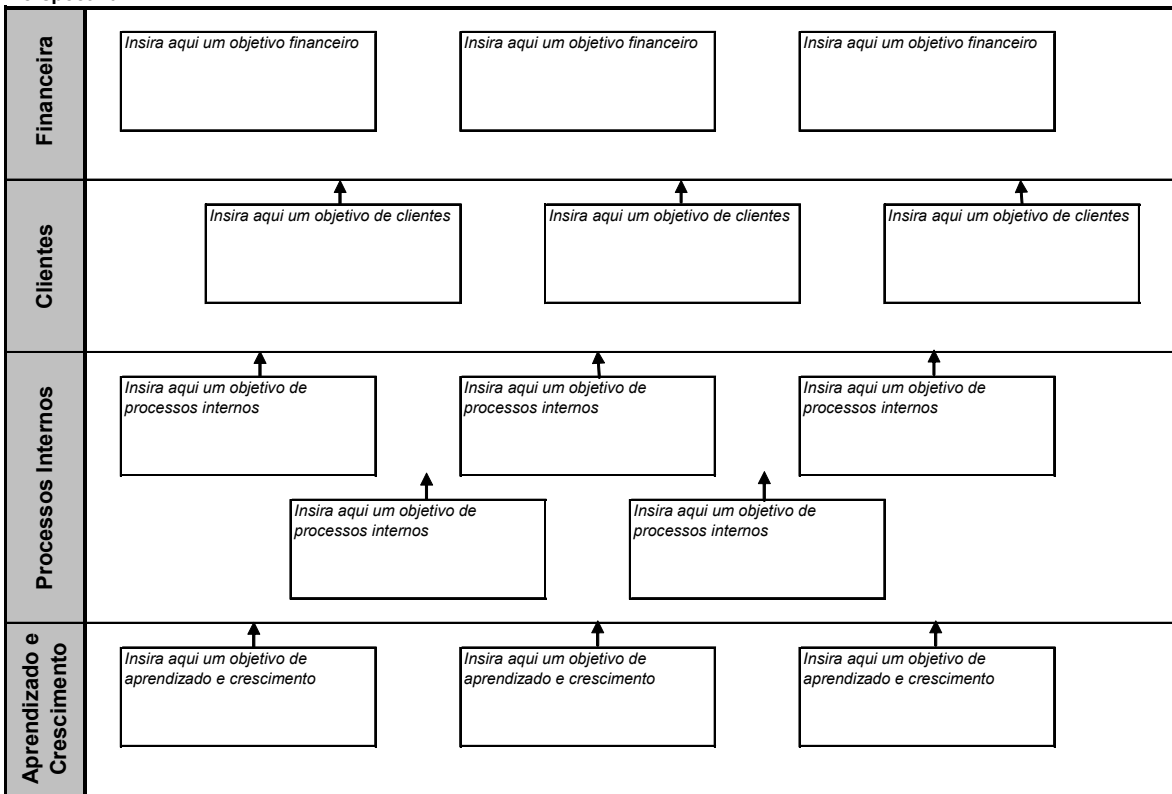 Financeira
Insira aqui um objetivo financeiro
Insira aqui um objetivo financeiro
Insira aqui um objetivo financeiro
Clientes
Insira aqui um objetivo de clientes
Insira aqui um objetivo de clientes
Insira aqui um objetivo de clientes
Processos Internos
Insira aqui um objetivo de
processos internos
Insira aqui um objetivo de
processos internos
Insira aqui um objetivo de
processos internos
Insira aqui um objetivo de
processos internos
Insira aqui um objetivo de
processos internos
Aprendizado e
Crescimento
Insira aqui um objetivo de
aprendizado e crescimento
Insira aqui um objetivo de
aprendizado e crescimento
Insira aqui um objetivo de
aprendizado e crescimento